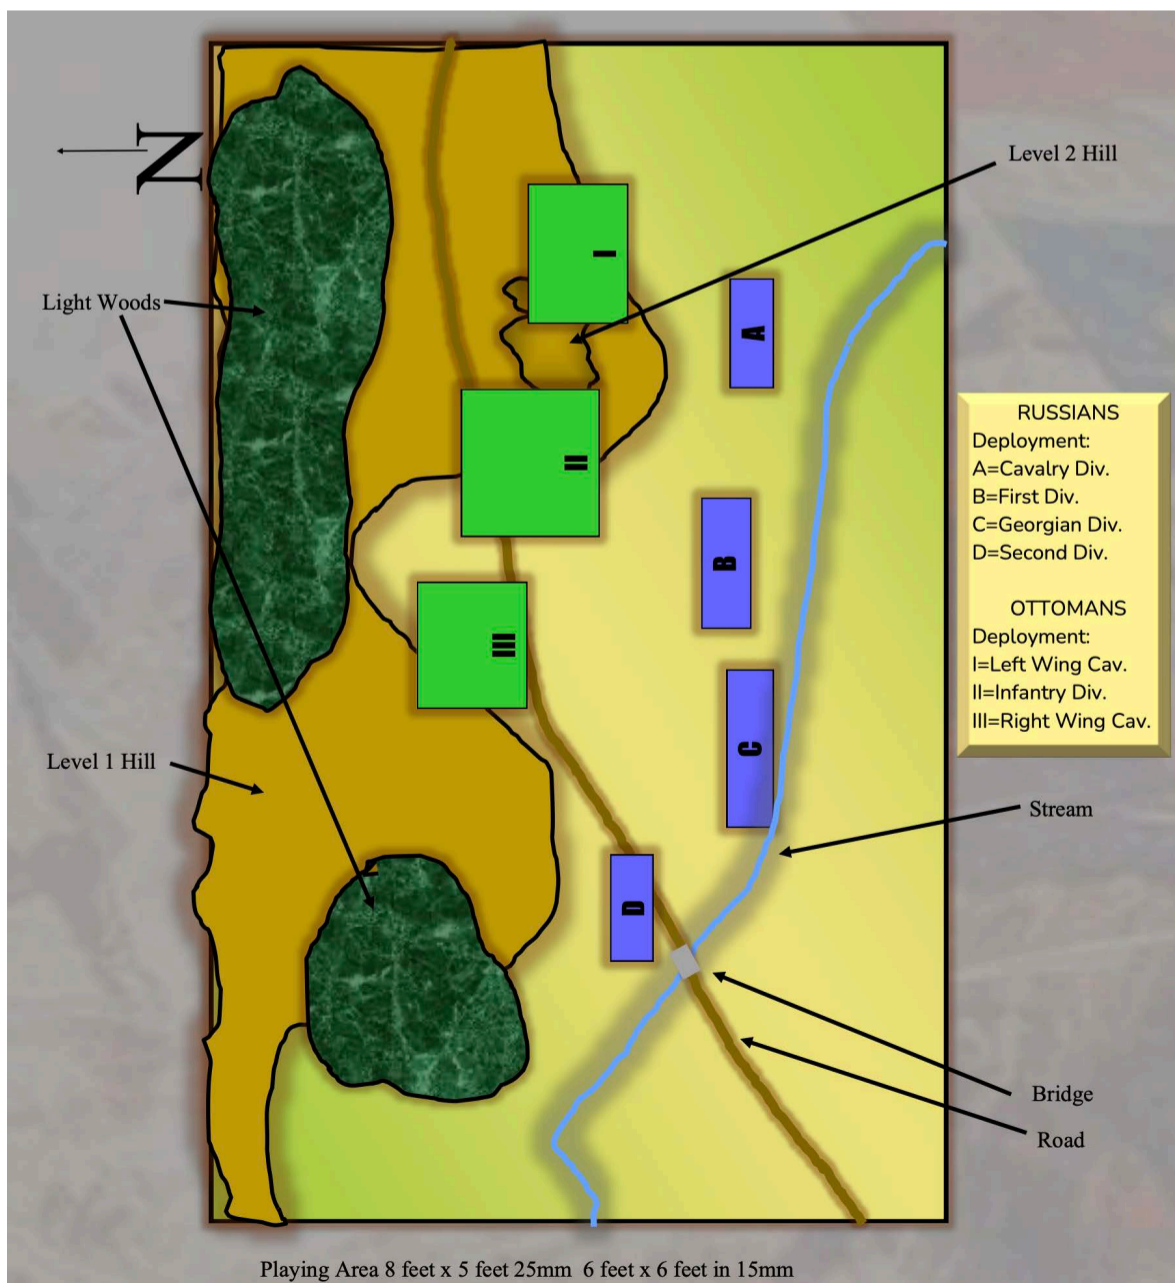 N
Level 2 Hill
I
Light Woods
A
RUSSIANS
Deployment:
A=Cavalry Div.
B=First Div.
C=Georgian Div.
D=Second Div.
OTTOMANS
Deployment:
I=Left Wing Cav.
II=Infantry Div.
III=Right Wing Cav.
II
B
III
C
Level 1 Hill
Stream
D
Bridge
Road
Playing Area 8 feet x 5 feet 25mm 6 feet x 6 feet in 15mm